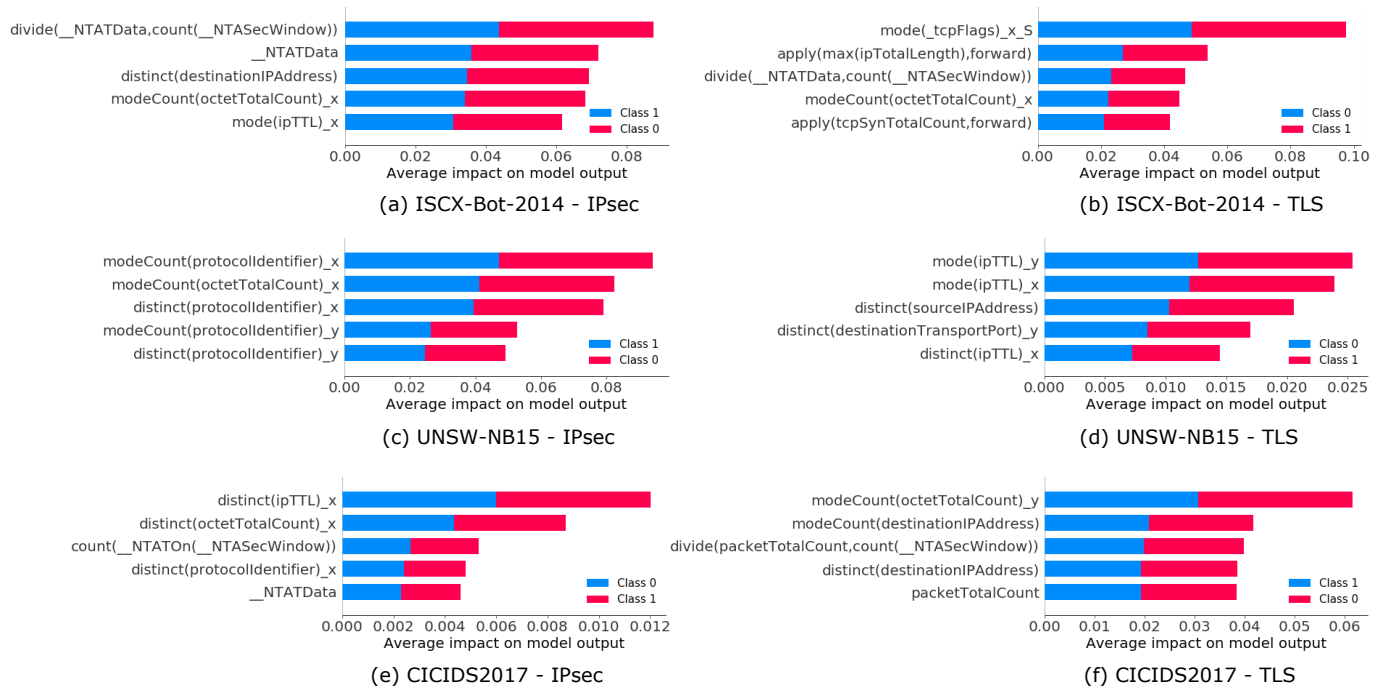 divide(__NTATData,count(__NTASecWindow))
__NTATData
distinct(destinationIPAddress)
modeCount(octetTotalCount)_x
mode(ipTTL)_x
Class 1
Class 0
0.00 0.02 0.04 0.06 0.08
Average impact on model output
(a) ISCX-Bot-2014 - IPsec
mode(_tcpFlags)_x_S
apply(max(ipTotalLength),forward)
divide(__NTATData,count(__NTASecWindow))
modeCount(octetTotalCount)_x
apply(tcpSynTotalCount,forward)
Class 0
Class 1
0.00 0.02 0.04 0.06 0.08 0.10
Average impact on model output
(b) ISCX-Bot-2014 - TLS
modeCount(protocolIdentifier)_x
modeCount(octetTotalCount)_x
distinct(protocolIdentifier)_x
modeCount(protocolIdentifier)_y
distinct(protocolIdentifier)_y
Class 1
Class 0
0.00 0.02 0.04 0.06 0.08
Average impact on model output
(c) UNSW-NB15 - IPsec
mode(ipTTL)_y
mode(ipTTL)_x
distinct(sourceIPAddress)
distinct(destinationTransportPort)_y
distinct(ipTTL)_x
Class 0
Class 1
0.000 0.005 0.010 0.015 0.020 0.025
Average impact on model output
(d) UNSW-NB15 - TLS
distinct(ipTTL)_x
distinct(octetTotalCount)_x
count(__NTATOn(__NTASecWindow))
distinct(protocolIdentifier)_x
__NTATData
Class 0
Class 1
0.000 0.002 0.004 0.006 0.008 0.010 0.012
Average impact on model output
(e) CICIDS2017 - IPsec
modeCount(octetTotalCount)_y
modeCount(destinationIPAddress)
divide(packetTotalCount,count(__NTASecWindow))
distinct(destinationIPAddress)
packetTotalCount
Class 1
Class 0
0.00 0.01 0.02 0.03 0.04 0.05 0.06
Average impact on model output
(f) CICIDS2017 - TLS